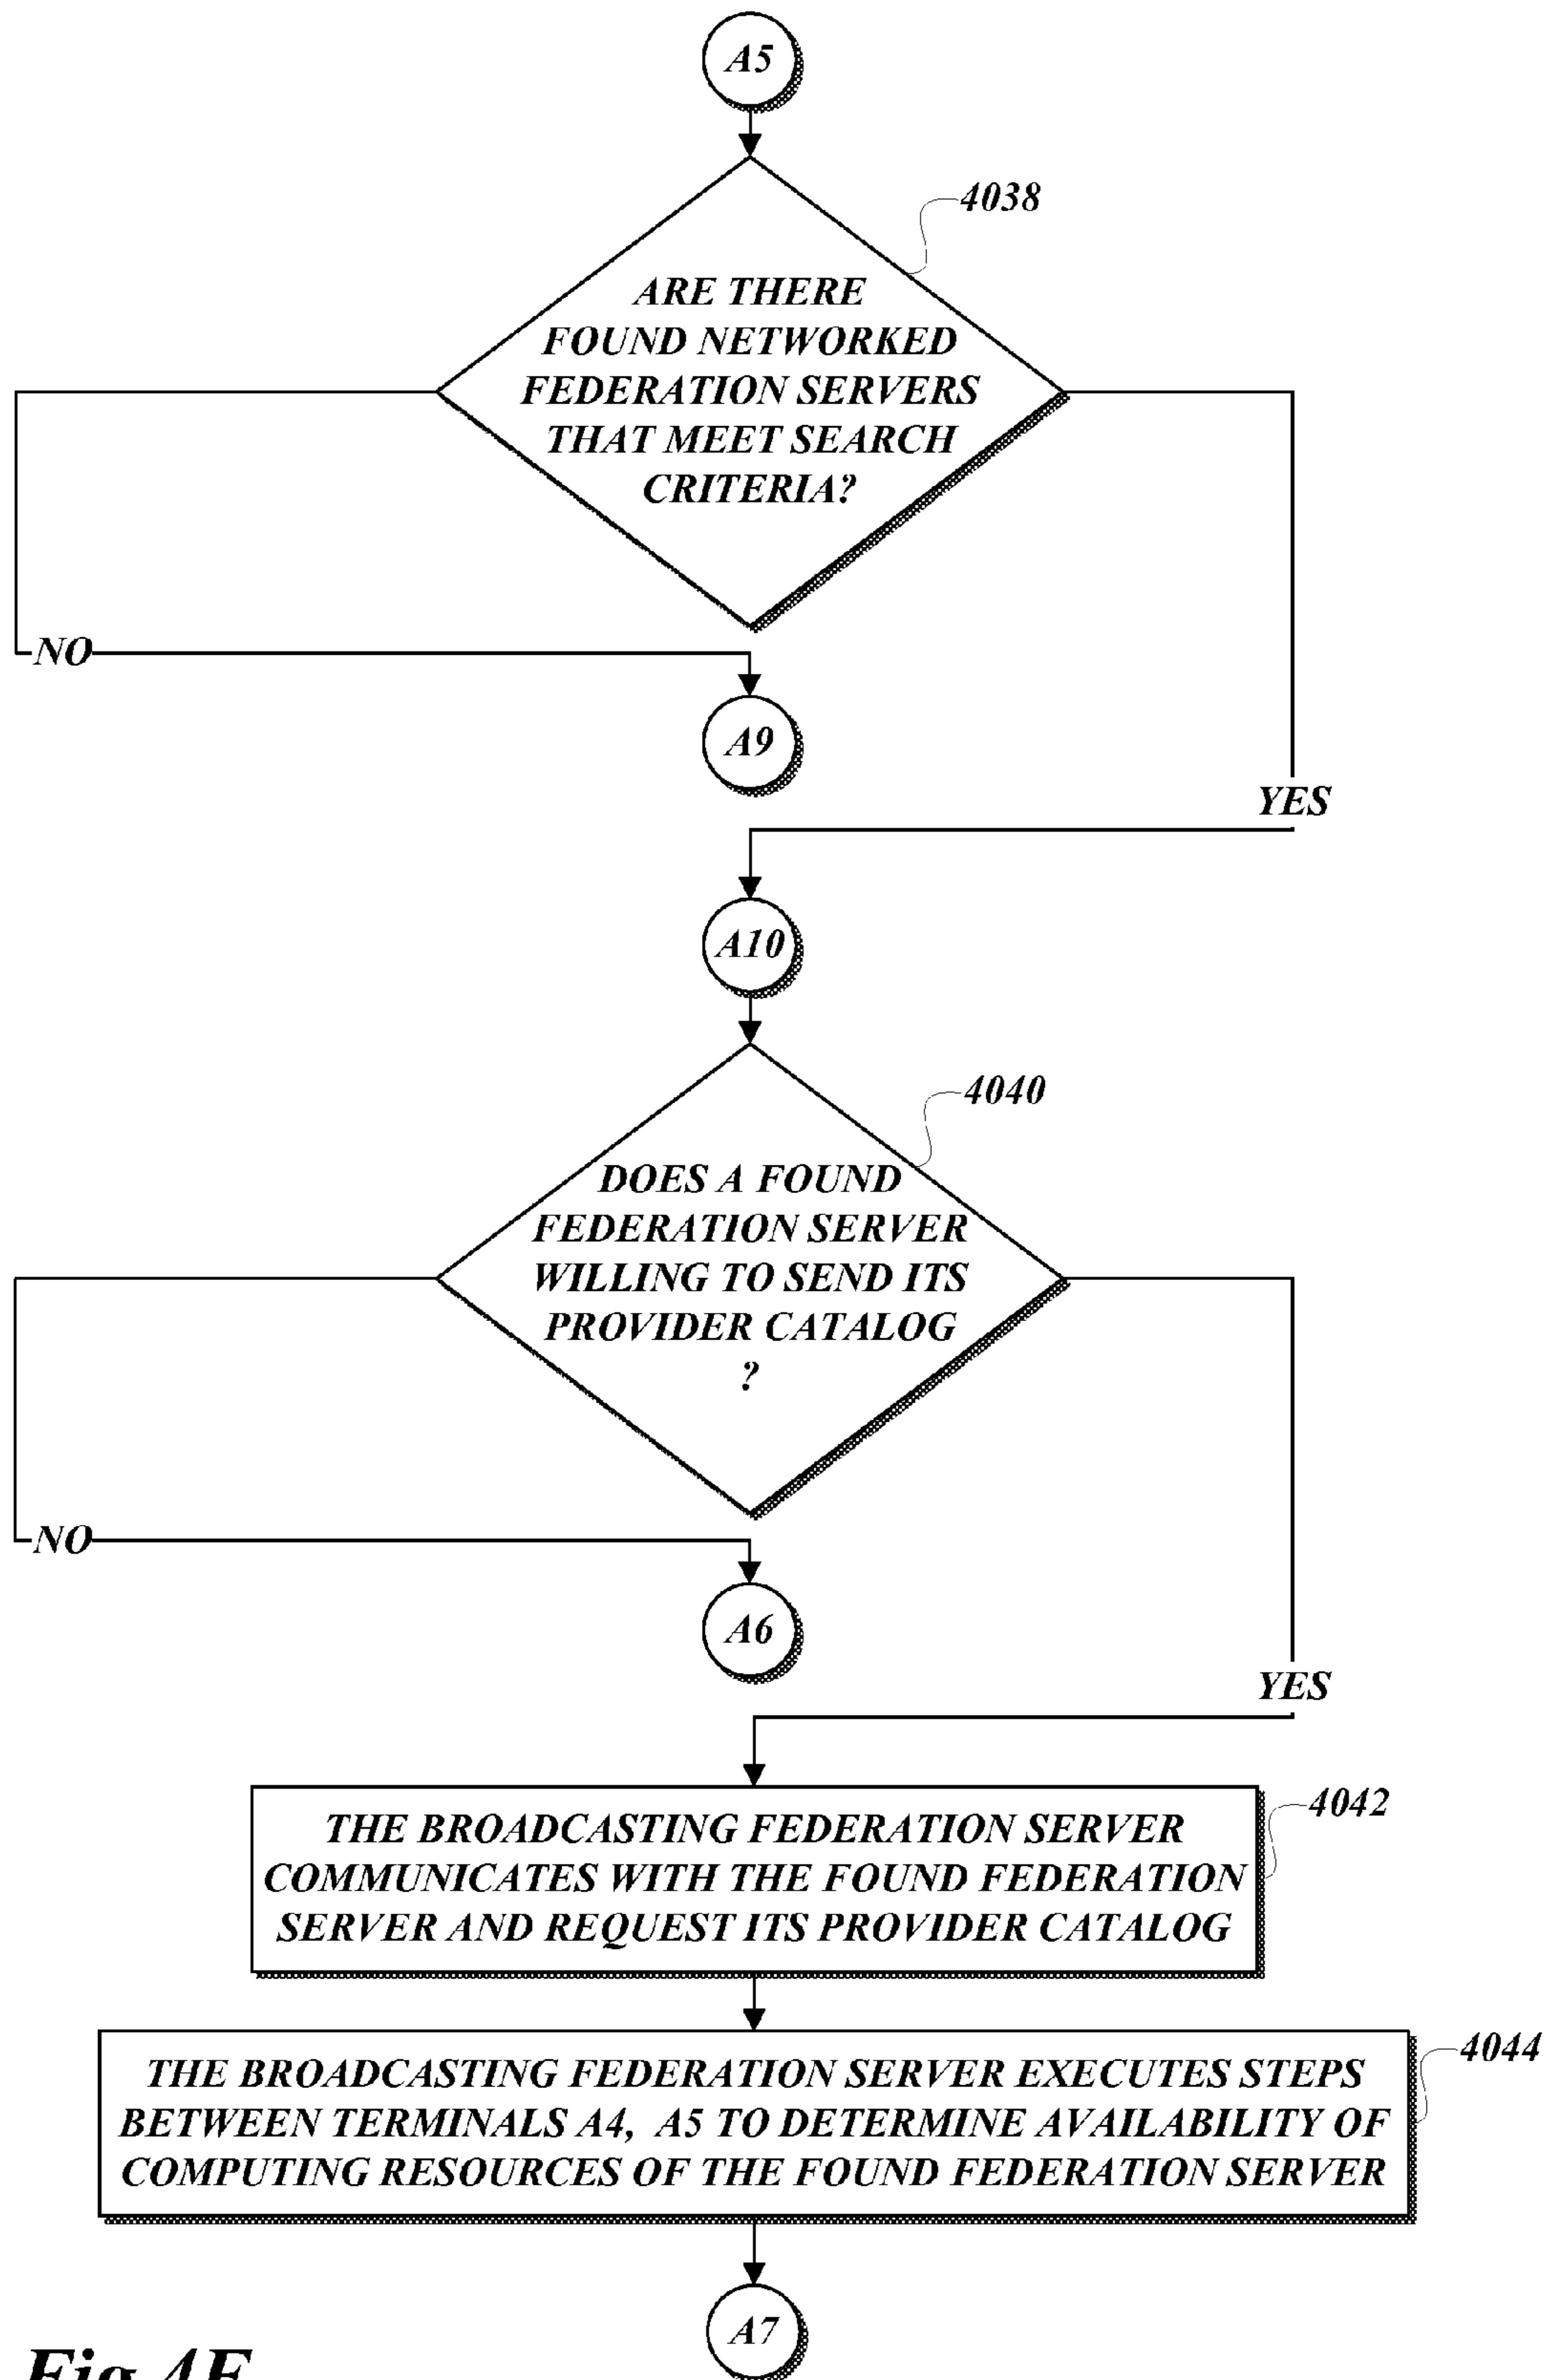 A5
4038
ARE THERE
FOUND NETWORKED
FEDERATION SERVERS
THAT MEET SEARCH
CRITERIA?
NO
A9
YES
A10
4040
DOES A FOUND
FEDERATION SERVER
WILLING TO SEND ITS
PROVIDER CATALOG
?
NO
A6
YES
4042
THE BROADCASTING FEDERATION SERVER
COMMUNICATES WITH THE FOUND FEDERATION
SERVER AND REQUEST ITS PROVIDER CATALOG
4044
THE BROADCASTING FEDERATION SERVER EXECUTES STEPS
BETWEEN TERMINALS A4, A5 TO DETERMINE AVAILABILITY OF
COMPUTING RESOURCES OF THE FOUND FEDERATION SERVER
A7